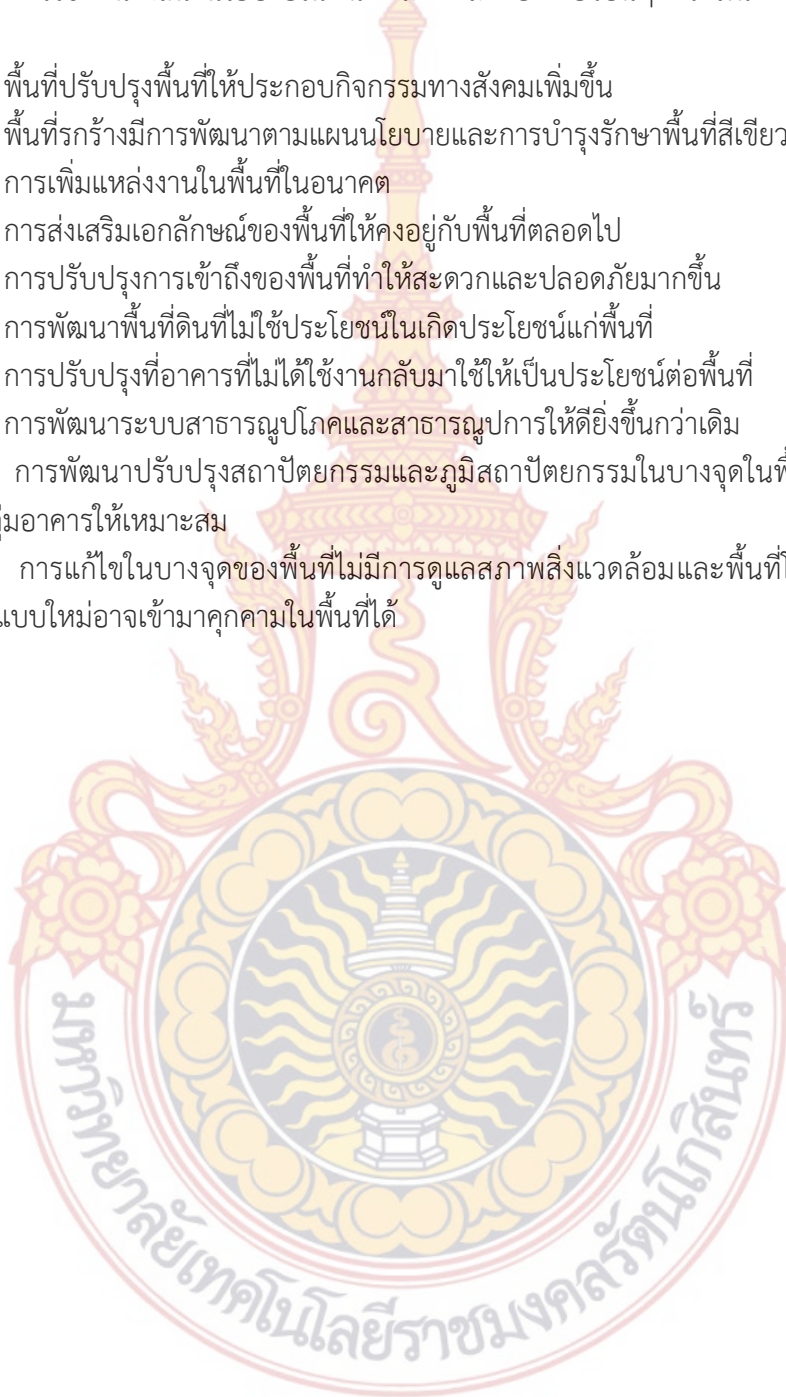 พื้นที่ปรับปรุงพื้นที่ให้ประกอบกิจกรรมทางสังคมเพิ่มขึ้น
พื้นที่รกร้างมีการพัฒนาตามแผนนโยบายและการบำรุงรักษาพื้นที่สีเขียว
การเพิ่มแหล่งงานในพื้นที่ในอนาคต
การส่งเสริมเอกลักษณ์ของพื้นที่ให้คงอยู่กับพื้นที่ตลอดไป
การปรับปรุงการเข้าถึงของพื้นที่ทำให้สะดวกและปลอดภัยมากขึ้น
การพัฒนาพื้นที่ดินที่ไม่ใช้ประโยชน์ในเกิดประโยชน์แก่พื้นที่
การปรับปรุงที่อาคารที่ไม่ได้ใช้งานกลับมาใช้ให้เป็นประโยชน์ต่อพื้นที่
การพัฒนาระบบสาธารณูปโภคและสาธารณูปการให้ดียิ่งขึ้นกว่าเดิม
การพัฒนาปรับปรุงสถาปัตยกรรมและภูมิสถาปัตยกรรมในบางจุดในพื้
มอาคารให้เหมาะสม
การแก้ไขในบางจุดของพื้นที่ไม่มีการดูแลสภาพสิ่งแวดล้อมและพื้นที่
แบบใหม่อาจเข้ามาคุกคามในพื้นที่ได้
มหาวิทยาลัยเทคโนโลยีราชมงคลรัตนโกสินทร์